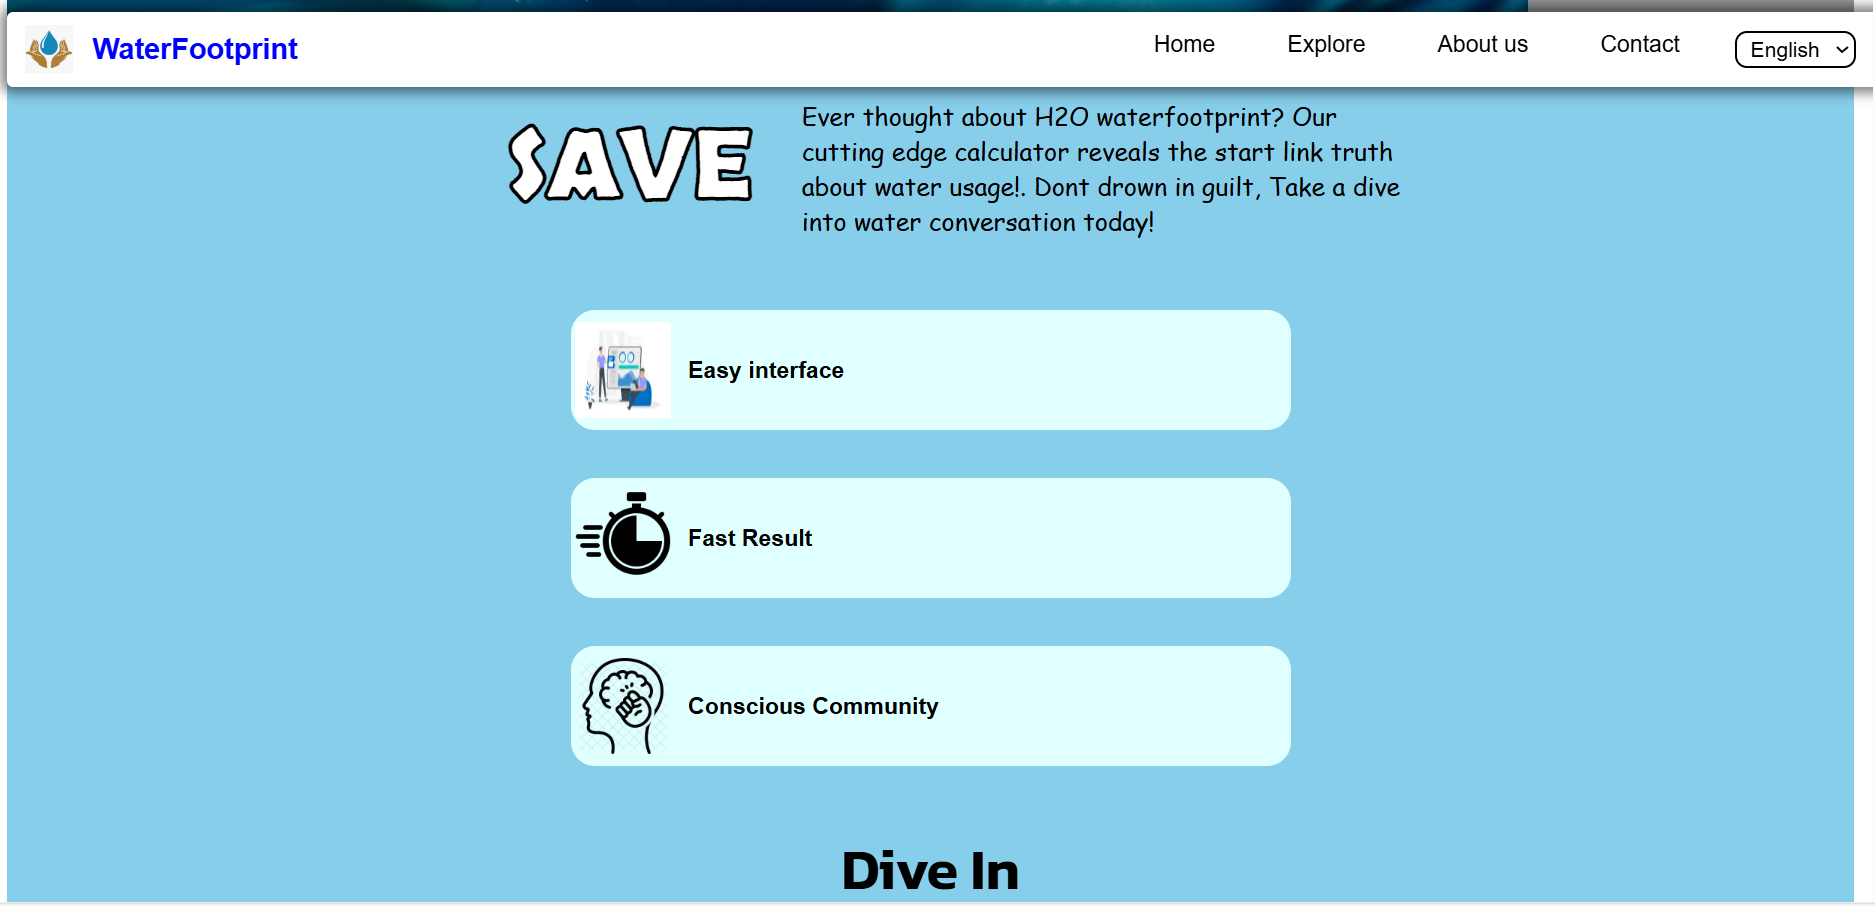 WaterFootprint
Home
Explore
About us
Contact
English
SAVE
Ever thought about H2O waterfootprint? Our
cutting edge calculator reveals the start link truth
about water usage!. Dont drown in guilt, Take a dive
into water conversation today!
Easy interface
Fast Result
Conscious Community
Dive In